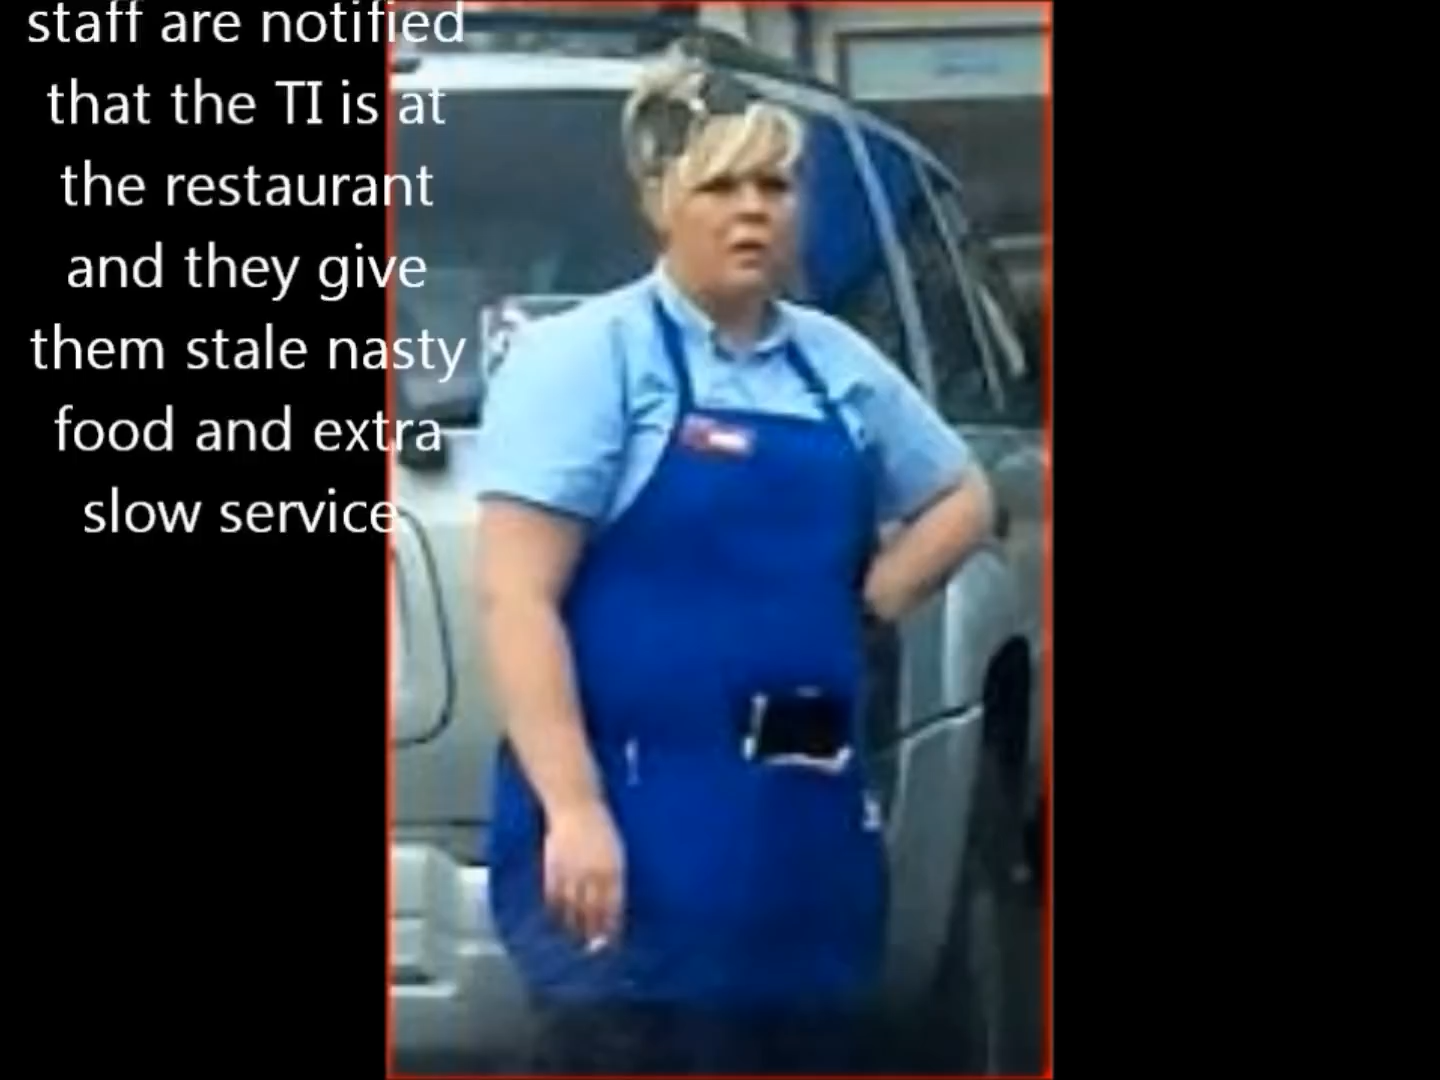 staff are notified
that the TI is at
the restaurant
and they give
them stale nasty
food and extra
slow service